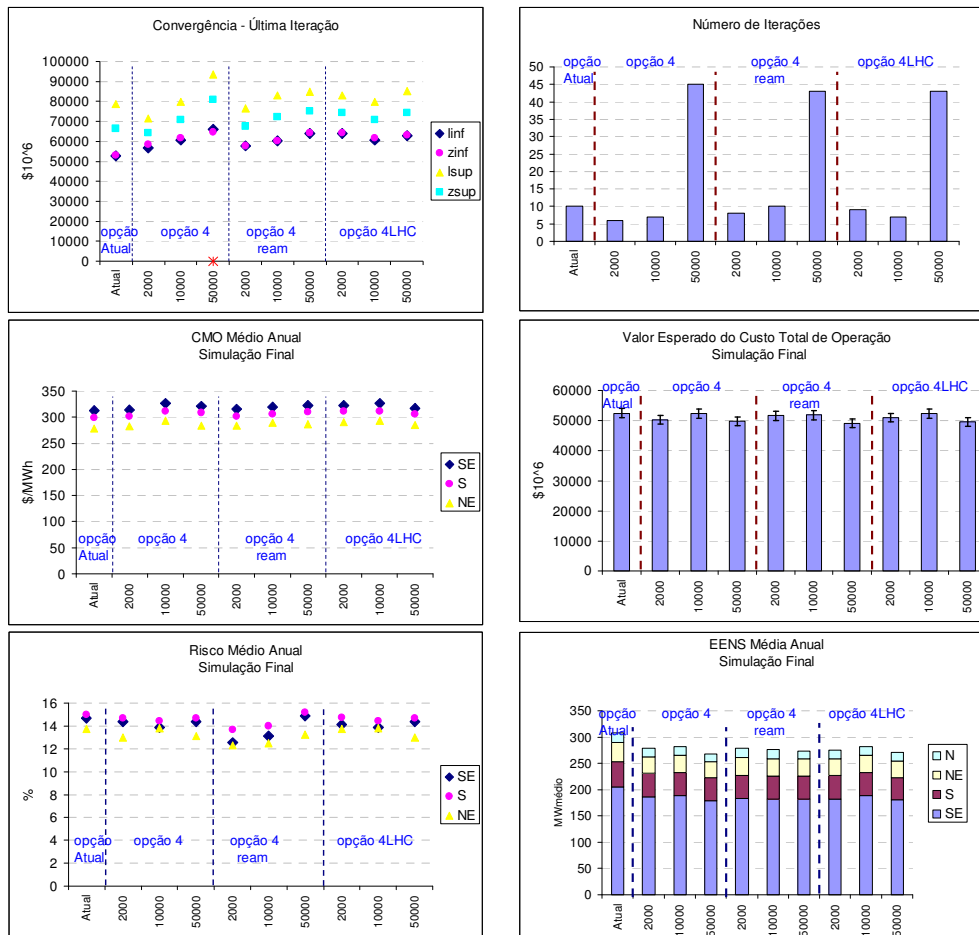 Convergência - Última Iteração
100000
90000
80000
70000
60000
50000
40000
30000
20000
10000
0
$10^6
opção
Atual
opção 4
opção 4
ream
opção 4LHC
Atual
2000
10000
50000
2000
10000
50000
2000
10000
50000
linf
zinf
lsup
zsup
Número de Iterações
opção
Atual
opção 4
opção 4
ream
opção 4LHC
50
45
40
35
30
25
20
15
10
5
0
Atual
2000
10000
50000
2000
10000
50000
2000
10000
50000
CMO Médio Anual
Simulação Final
350
300
250
200
150
100
50
0
$/MWh
opção
Atual
opção 4
opção 4
ream
opção 4LHC
Atual
2000
10000
50000
2000
10000
50000
2000
10000
50000
SE
S
NE
Valor Esperado do Custo Total de Operação
Simulação Final
opção
Atual
opção 4
opção 4
ream
opção 4LHC
60000
50000
40000
30000
20000
10000
0
$10^6
Atual
2000
10000
50000
2000
10000
50000
2000
10000
50000
Risco Médio Anual
Simulação Final
16
14
12
10
8
6
4
2
0
%
opção
Atual
opção 4
opção 4
ream
opção 4LHC
Atual
2000
10000
50000
2000
10000
50000
2000
10000
50000
SE
S
NE
EENS Média Anual
Simulação Final
350
300
250
200
150
100
50
0
MWmédio
opção
Atual
opção 4
opção 4
ream
opção 4LHC
Atual
2000
10000
50000
2000
10000
50000
2000
10000
50000
N
NE
S
SE